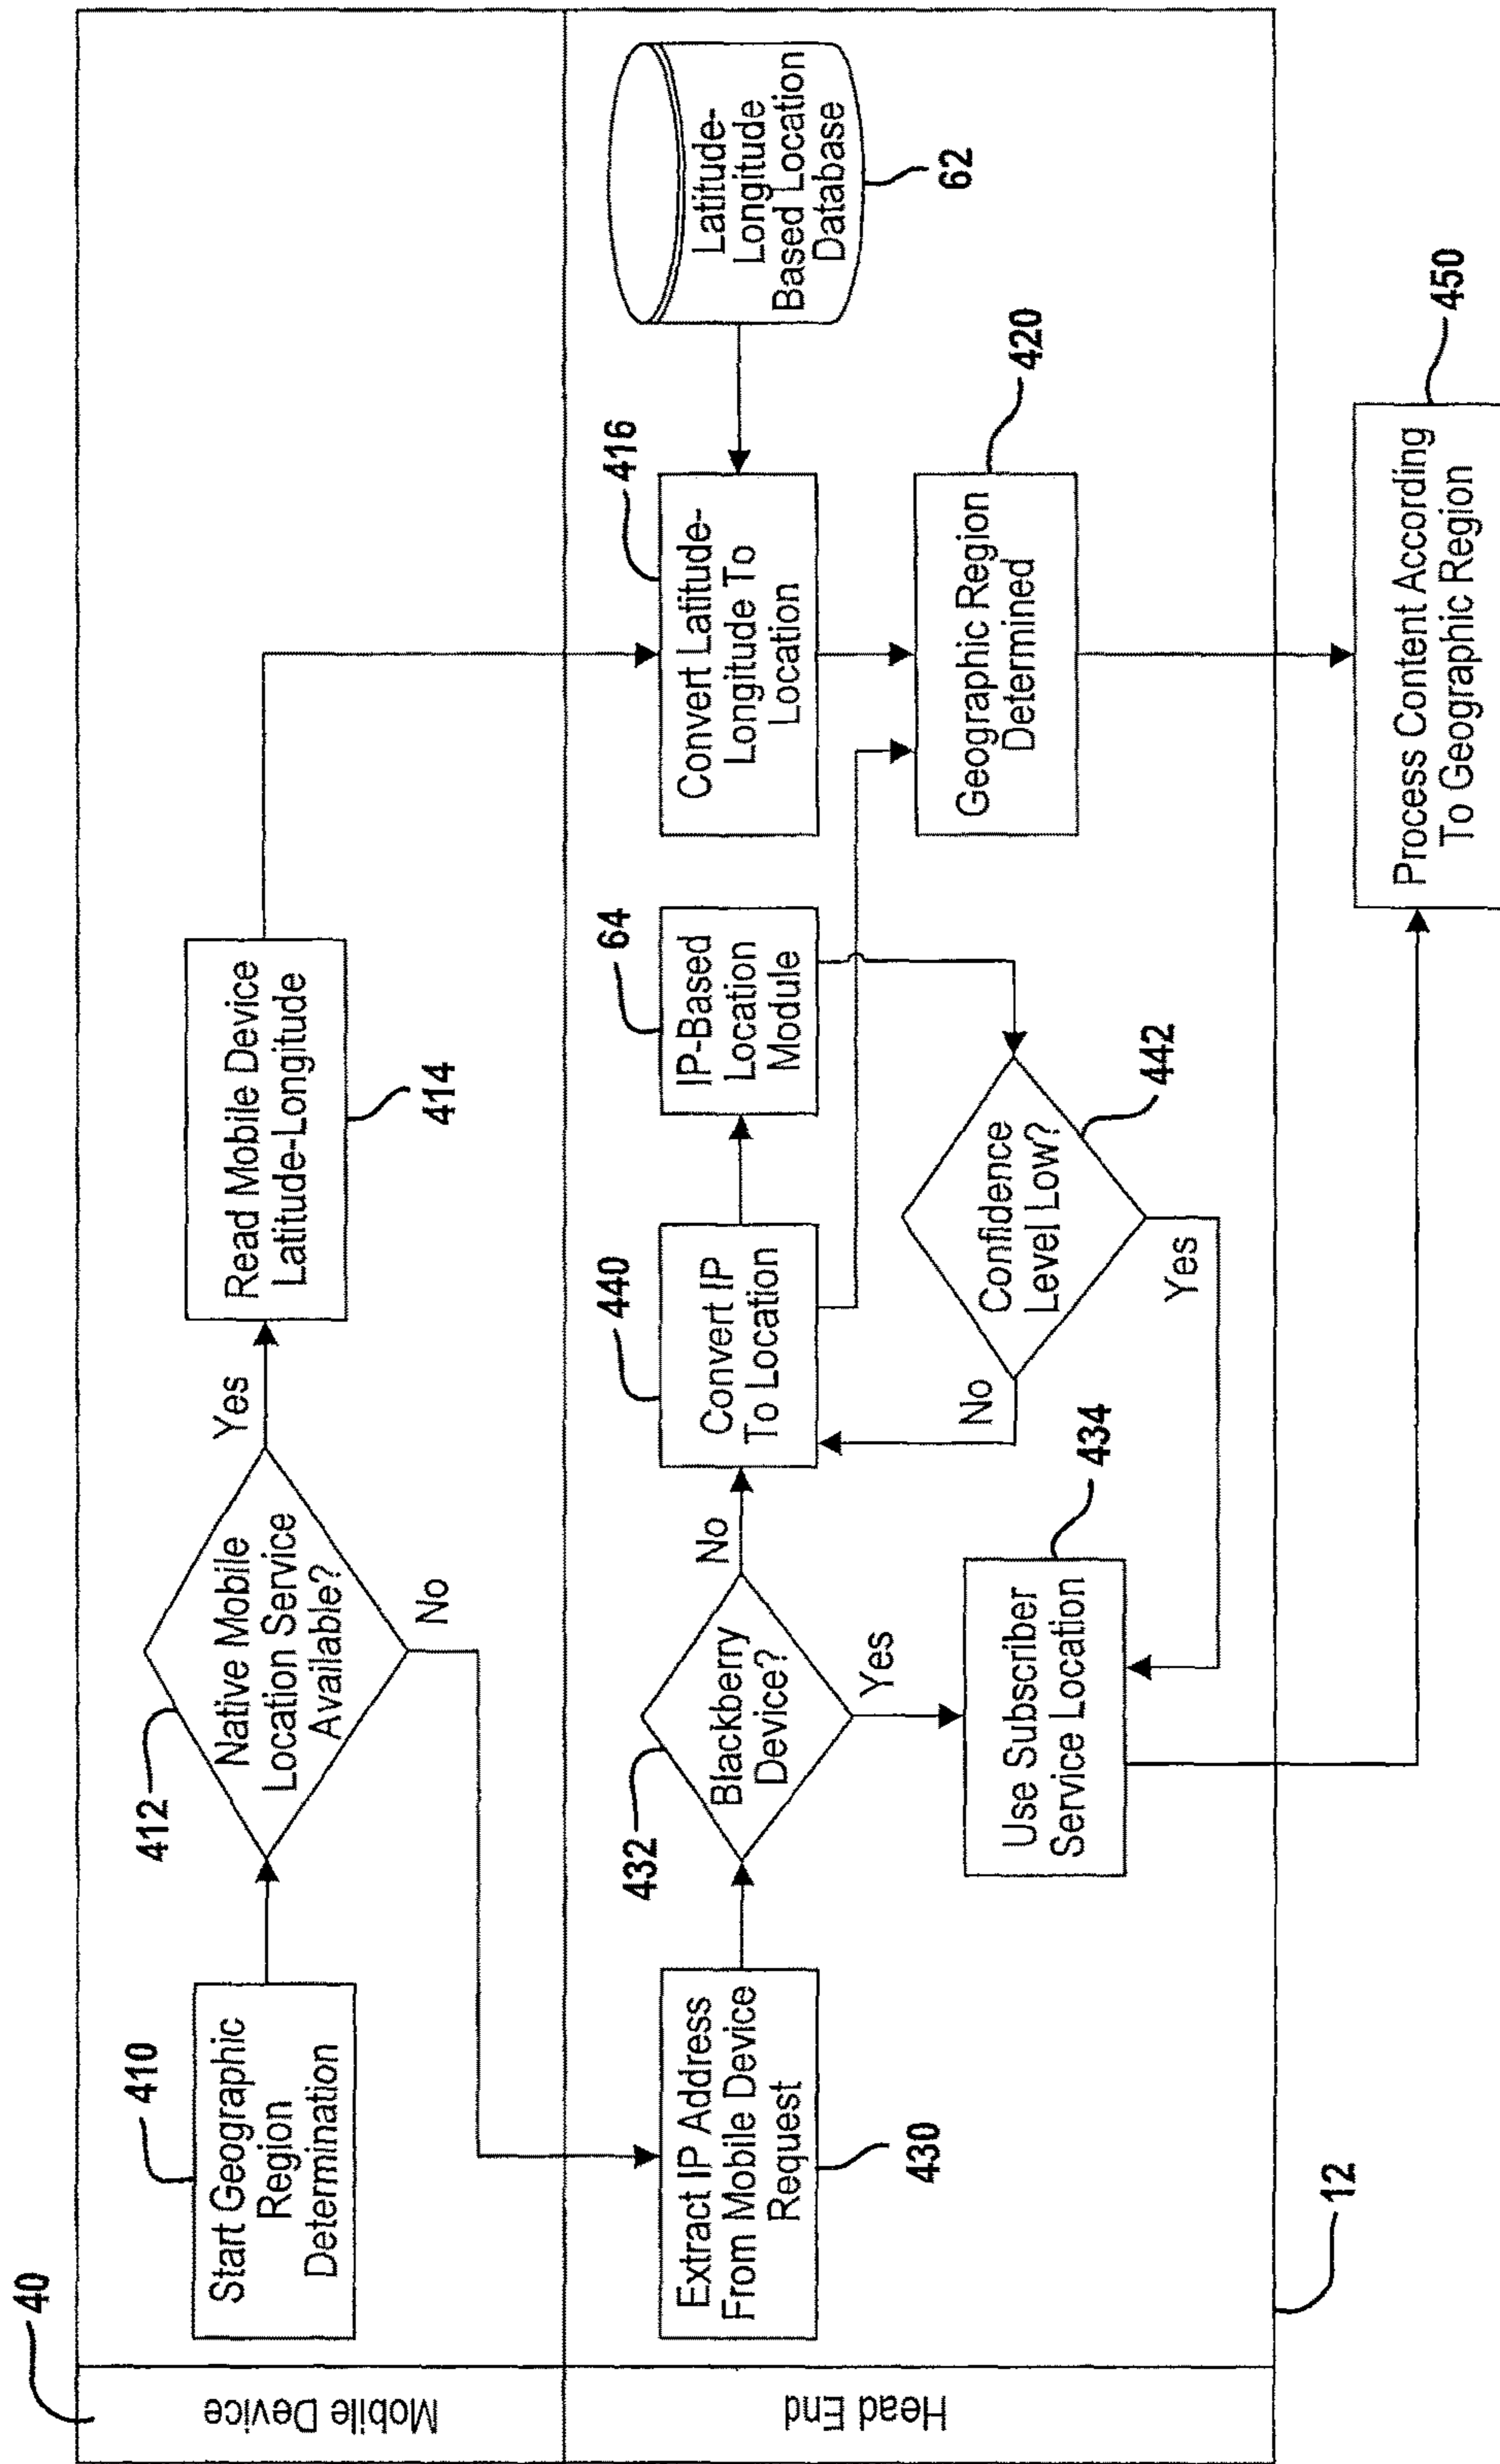 40
Mobile Device
410
Start Geographic
Region
Determination
412
Native Mobile
Location Service
Available?
Yes
No
Read Mobile Device
Latitude-Longitude
414
Head End
Extract IP Address
From Mobile Device
Request
430
432
Blackberry
Device?
No
Yes
440
Convert IP
To Location
64
IP-Based
Location
Module
416
Convert Latitude-
Longitude To
Location
Latitude-
Longitude
Based Location
Database
62
434
Use Subscriber
Service Location
No
Confidence
Level Low?
Yes
442
Geographic Region
Determined
420
12
Process Content According
To Geographic Region
450